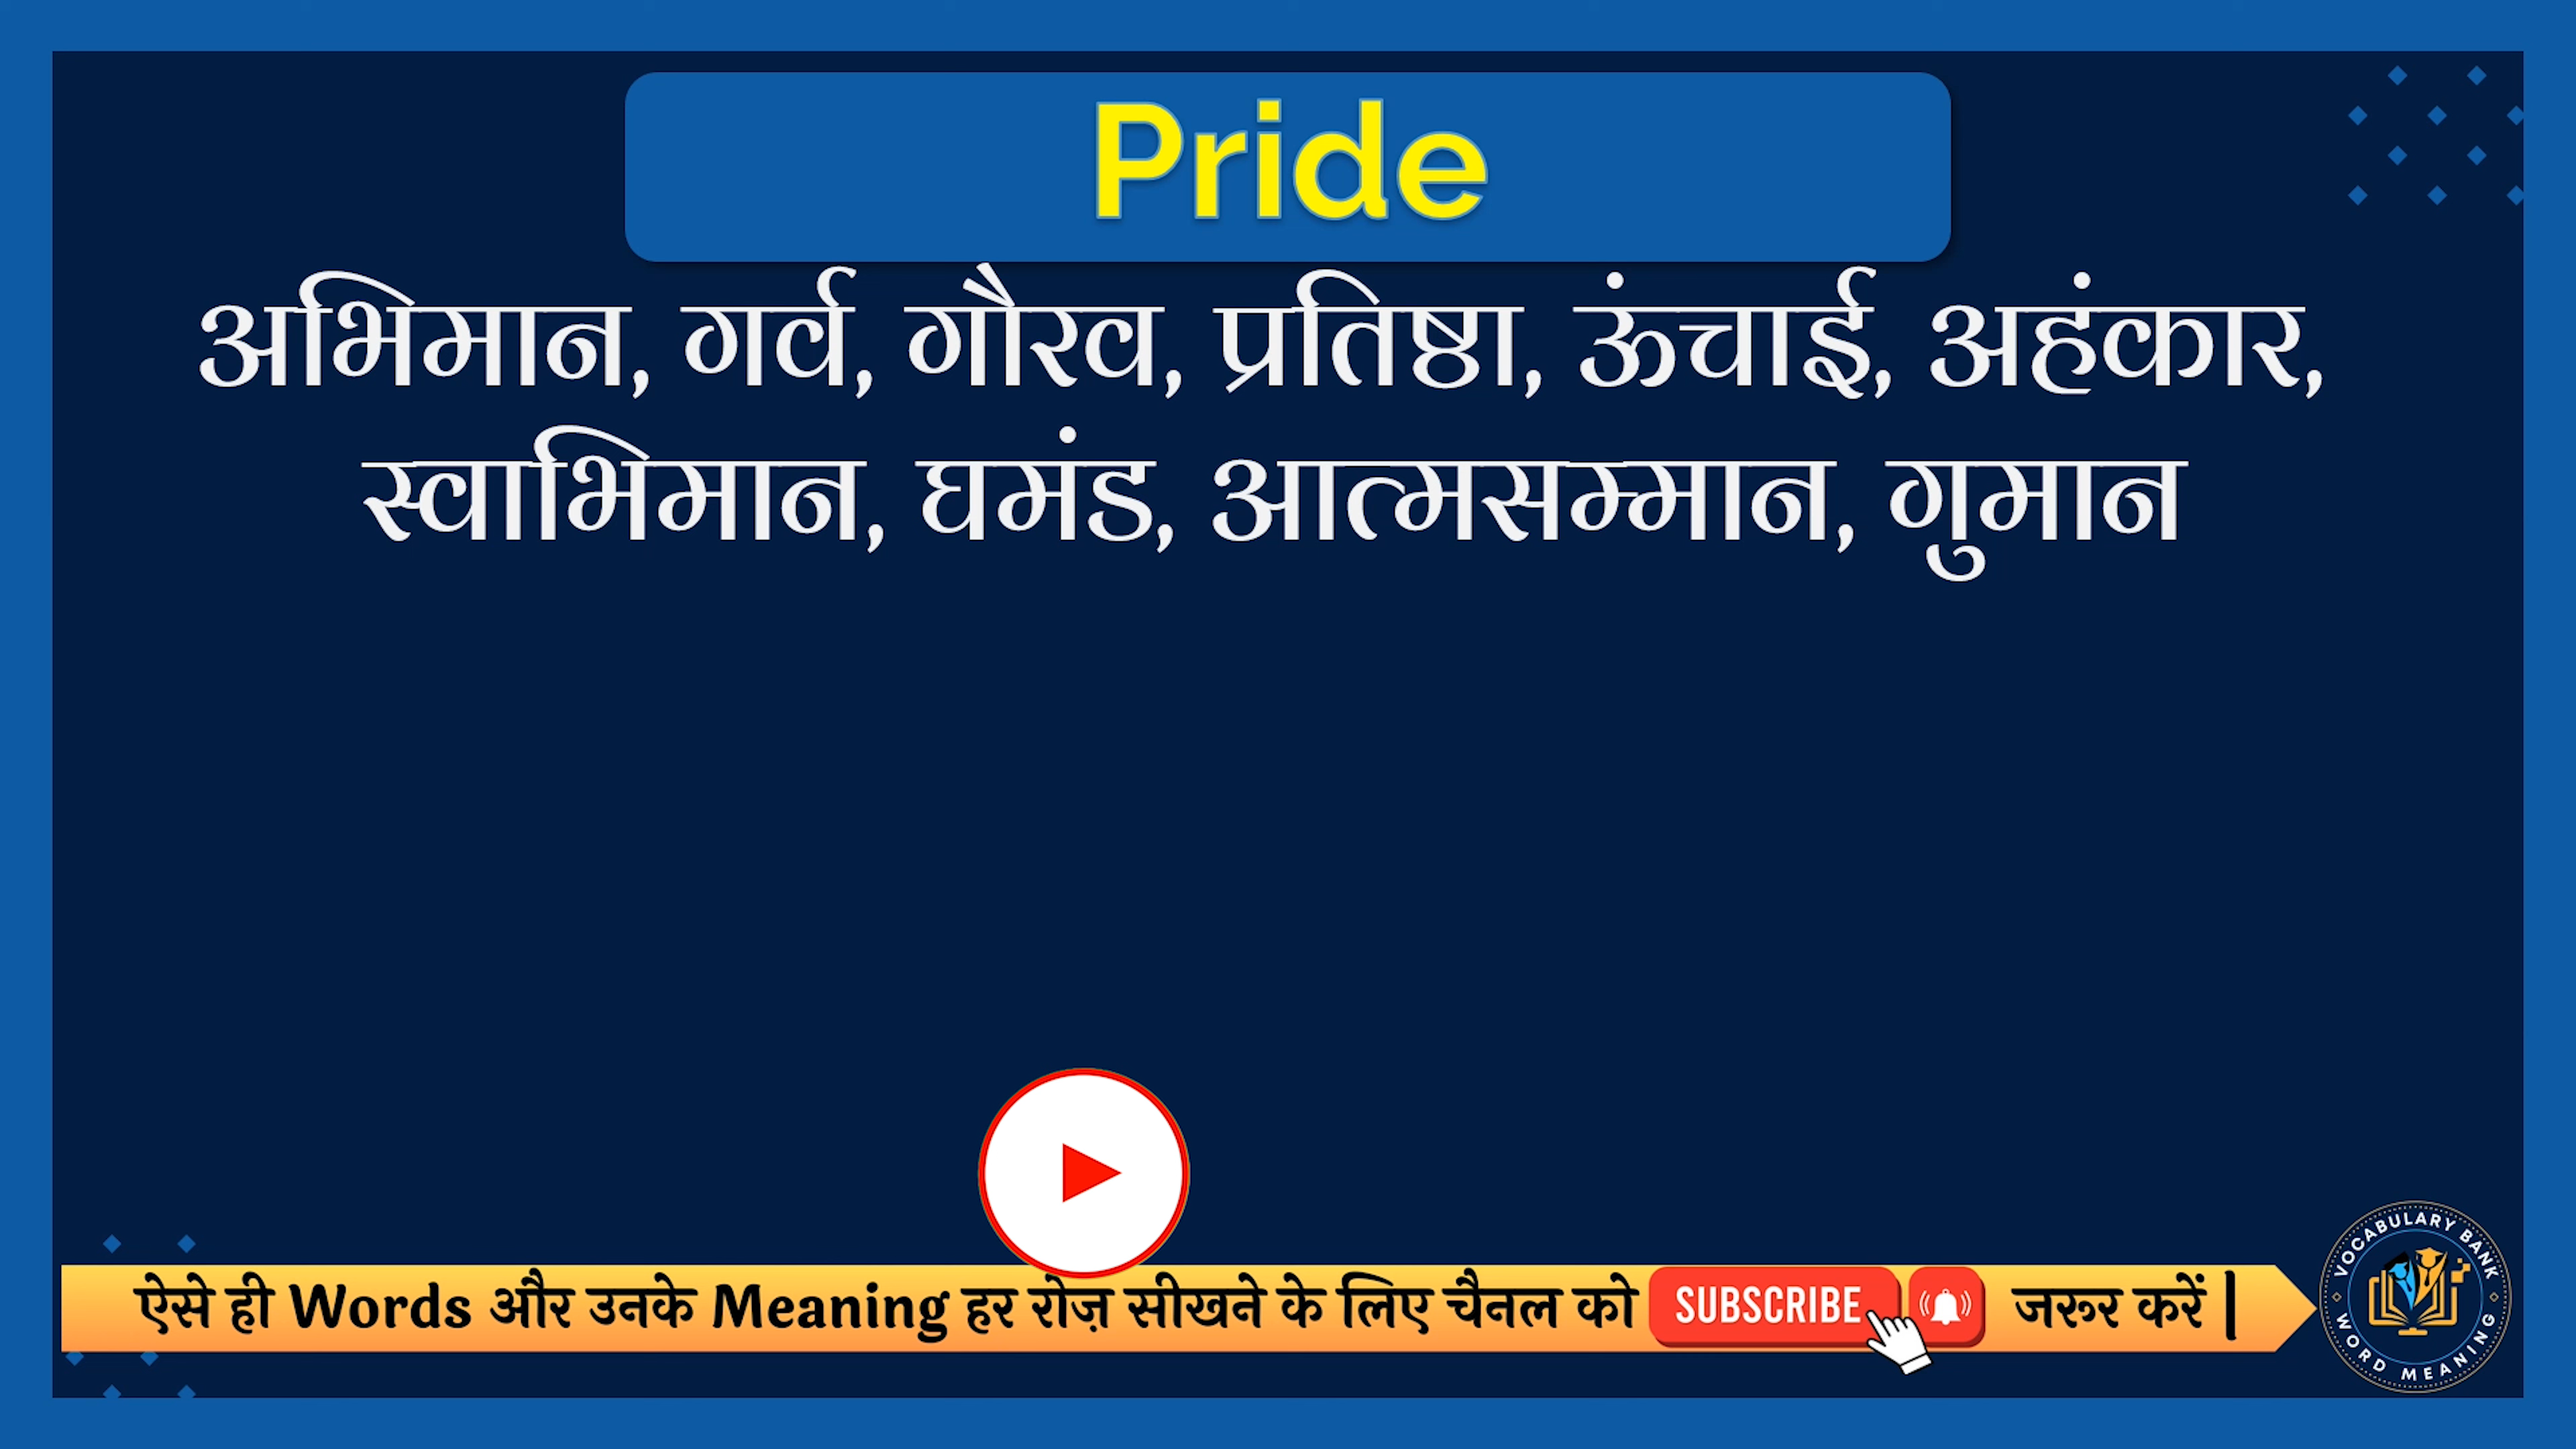 Pride
अभिमान, गर्व, गौरव, प्रतिष्ठा, ऊंचाई, अहंकार,
स्वाभिमान, घमंड, आत्मसम्मान, गुमान
ऐसे ही Words और उनके Meaning हर रोज़ सीखने के लिए चैनल को SUBSCRIBE जरूर करें |
VOCABULARY BANK
WORD MEANING